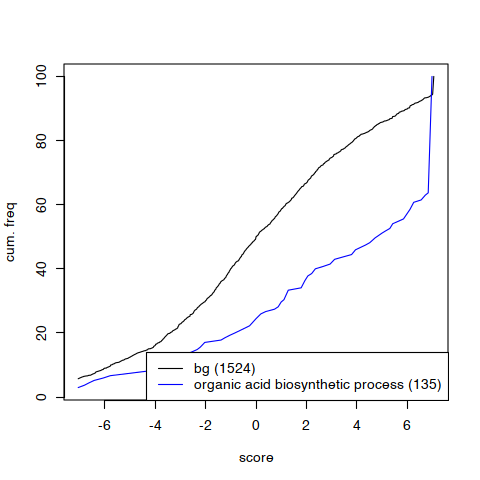 cum. freq
100
80
60
40
20
0
bg (1524)
organic acid biosynthetic process (135)
-6 -4 -2 0 2 4 6
score